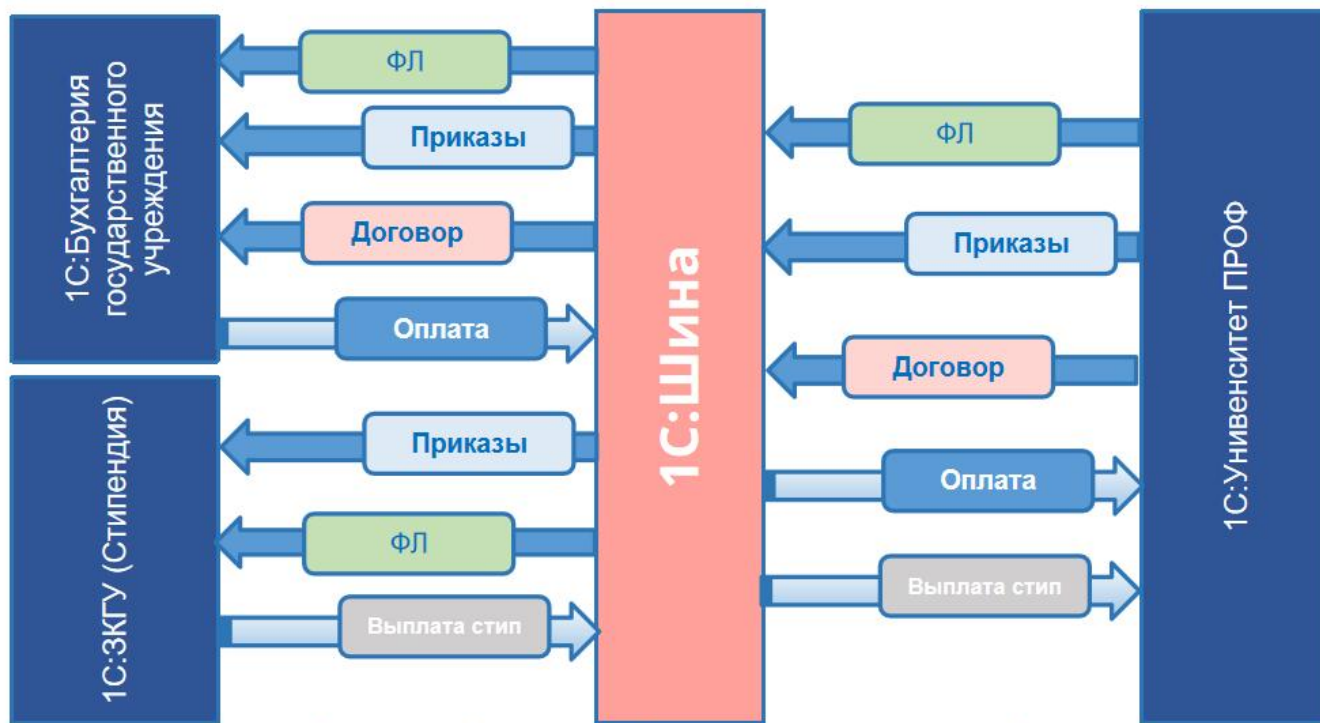 1С:Бухгалтерия
государственного
учреждения
ФЛ
Приказы
Договор
Оплата
1С:ЗКГУ (Стипендия)
Приказы
ФЛ
Выплата стип
1С:Шина
ФЛ
Приказы
Договор
Оплата
Выплата стип
1С:Унивенситет ПРОФ